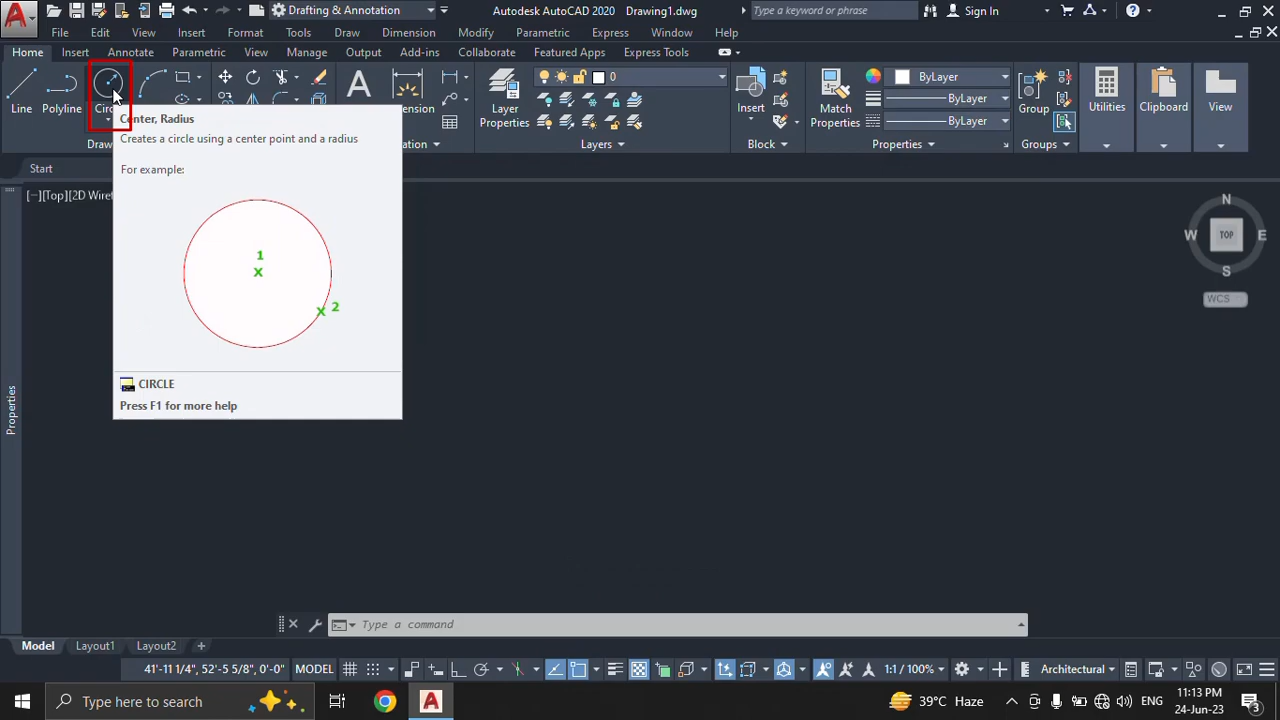 Drafting & Annotation
Autodesk AutoCAD 2020 Drawing1.dwg
Type a keyword or phrase
Sign In
File Edit View Insert Format Tools Draw Dimension Modify Parametric Window Help
Home Insert Annotate Parametric View Manage Output Add-ins Collaborate Featured Apps Express Tools
Line
Polyline
A
0
Layer
Properties
Insert
Match
Properties
ByLayer
ByLayer
ByLayer
Group
Utilities
Clipboard
View
Layers
Block
Properties
Groups
Center, Radius
Creates a circle using a center point and a radius
For example:
1
x
x 2
CIRCLE
Press F1 for more help
Start
[−][Top]
N
W TOP E
S
WCS
Properties
Type a command
Model Layout1 Layout2 +
41'-11 1/4", 52'-5 5/8", 0'-0" MODEL
1:1 / 100%
Architectural
Type here to search
39°C Haze
ENG
11:13 PM
24-Jun-23
3